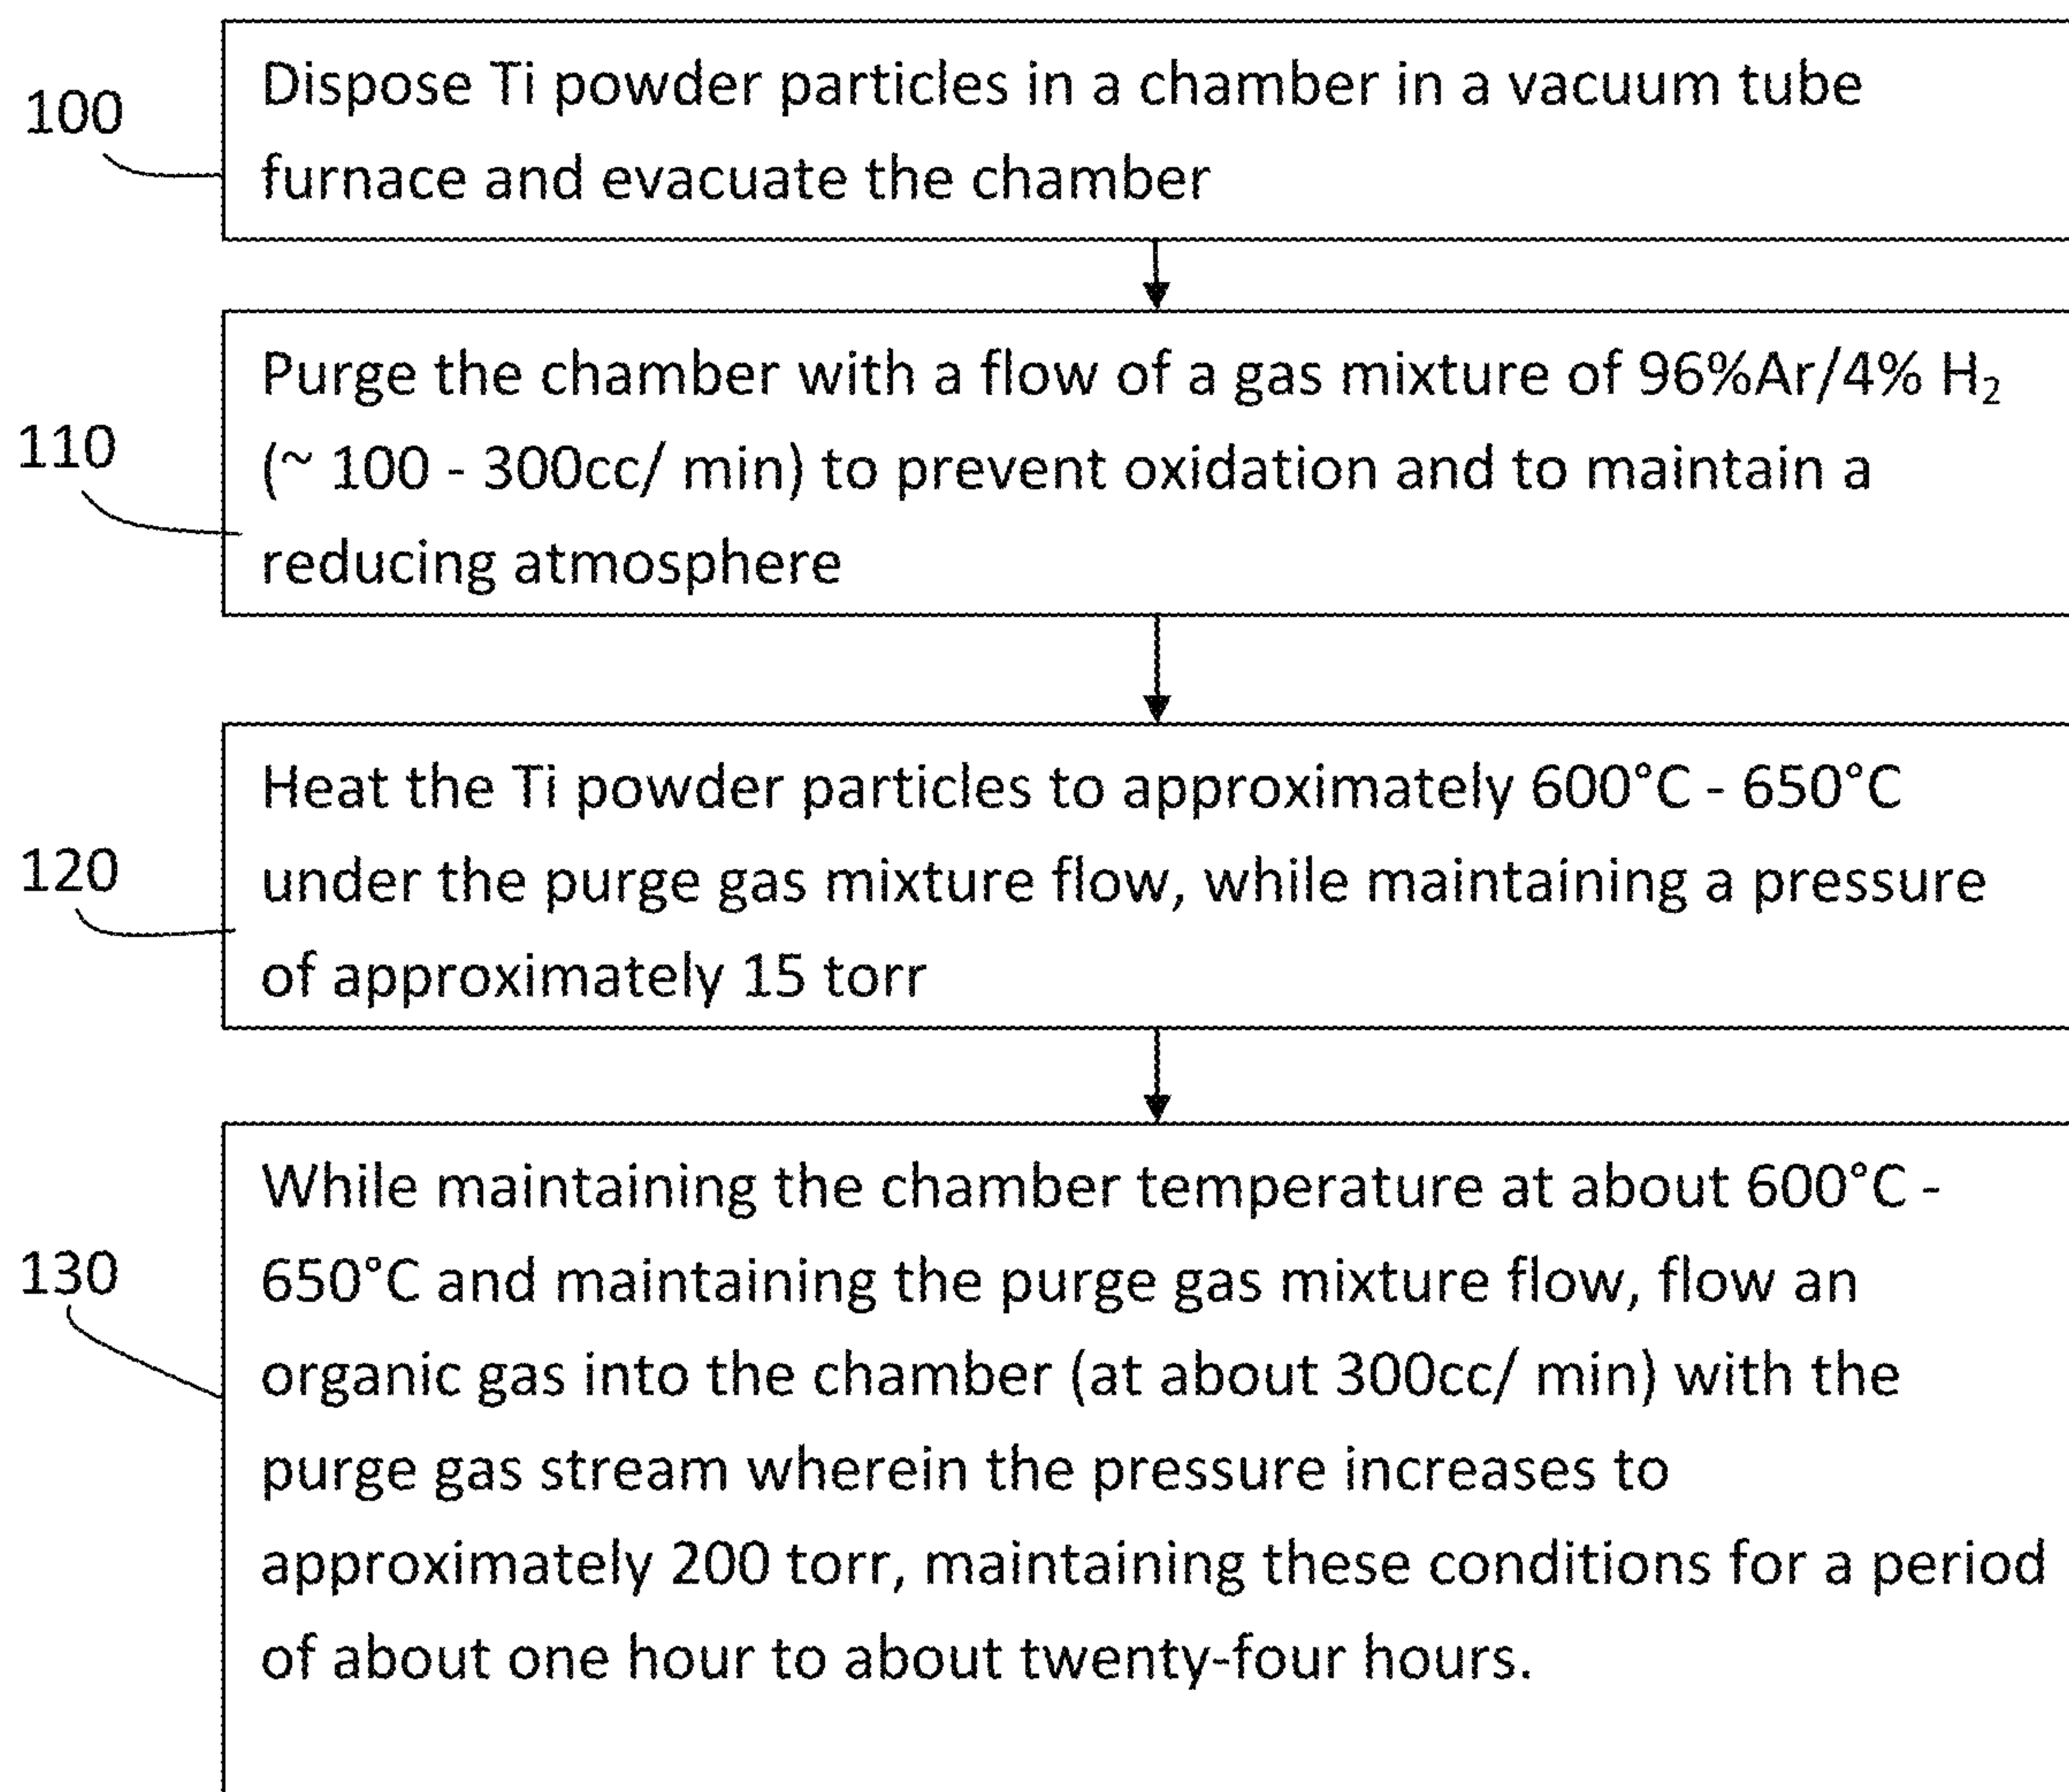 100
Dispose Ti powder particles in a chamber in a vacuum tube
furnace and evacuate the chamber
110
Purge the chamber with a flow of a gas mixture of 96%Ar/4% H₂
(~ 100 - 300cc/ min) to prevent oxidation and to maintain a
reducing atmosphere
120
Heat the Ti powder particles to approximately 600°C - 650°C
under the purge gas mixture flow, while maintaining a pressure
of approximately 15 torr
130
While maintaining the chamber temperature at about 600°C -
650°C and maintaining the purge gas mixture flow, flow an
organic gas into the chamber (at about 300cc/ min) with the
purge gas stream wherein the pressure increases to
approximately 200 torr, maintaining these conditions for a period
of about one hour to about twenty-four hours.